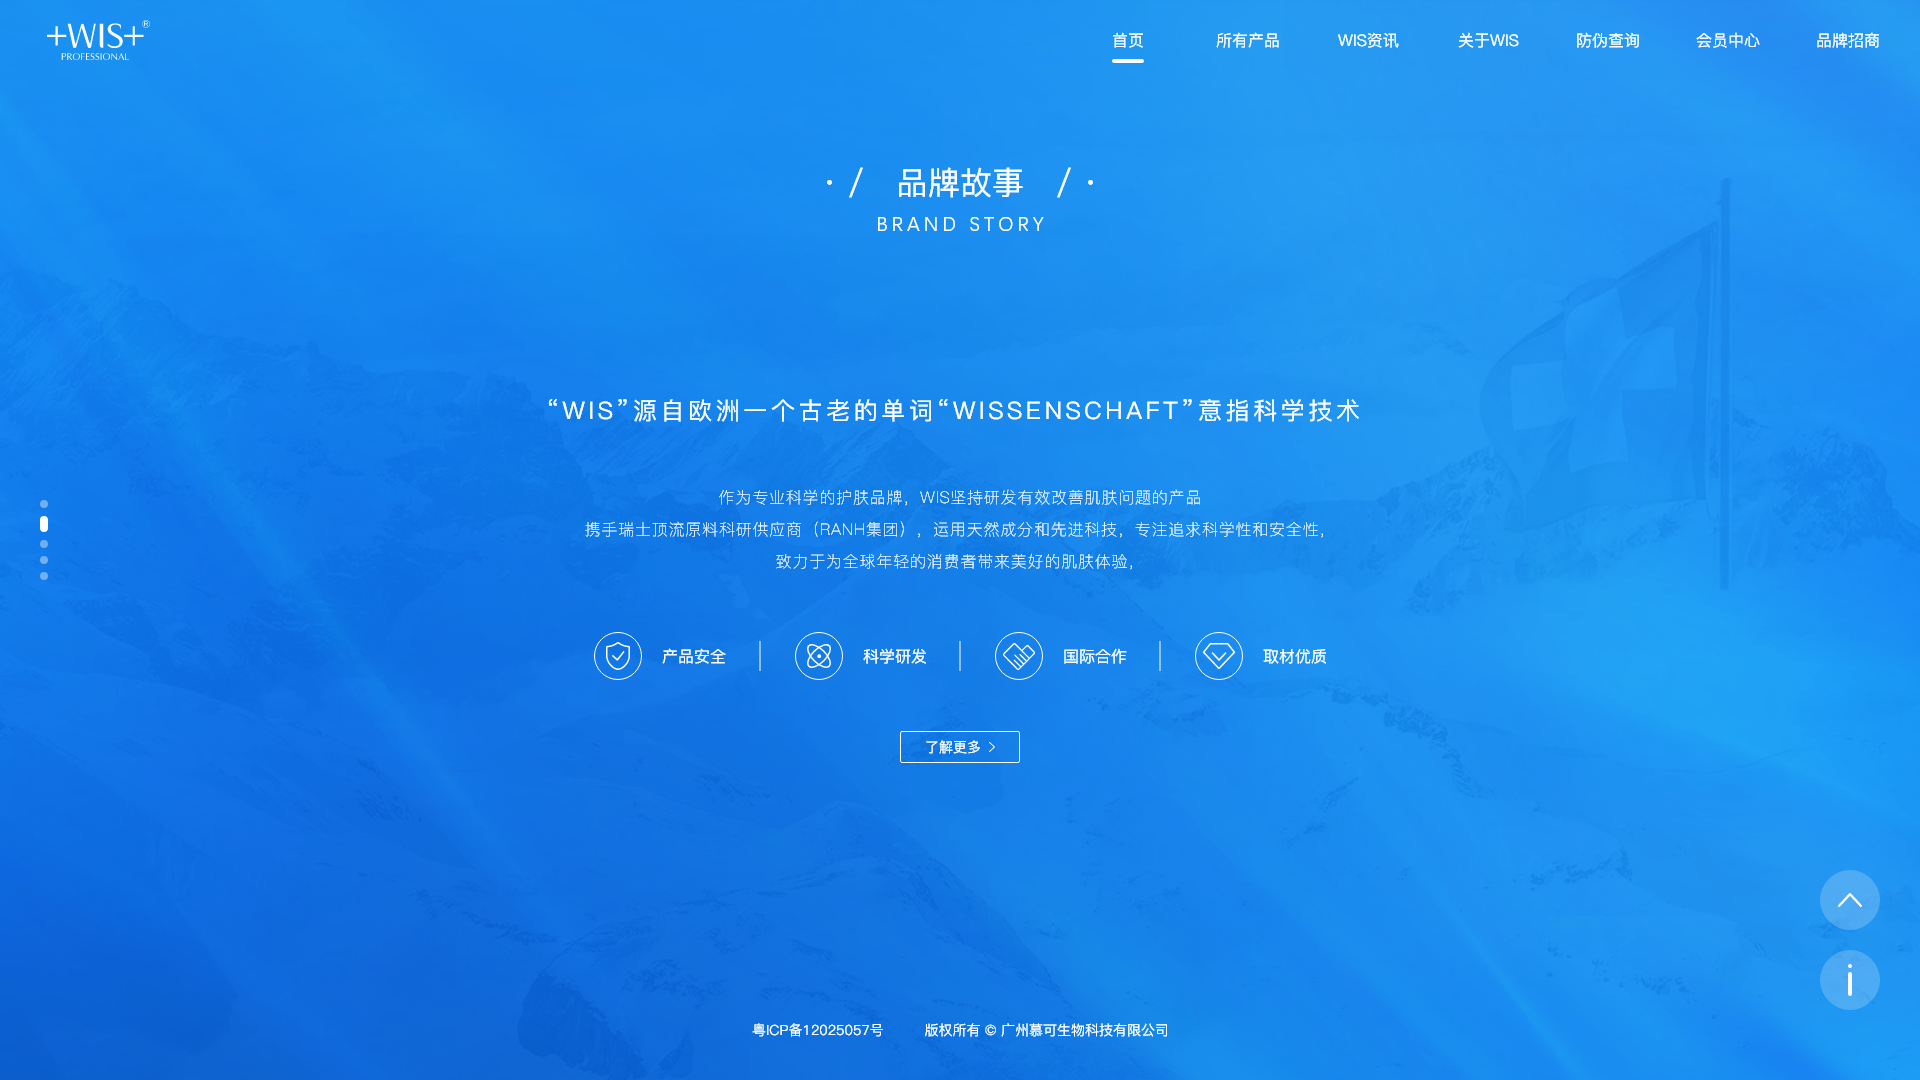 +WIS+®
PROFESSIONAL
首页 所有产品 WIS资讯 关于WIS 防伪查询 会员中心 品牌招商
· / 品牌故事 / ·
BRAND STORY
“WIS”源自欧洲一个古老的单词“WISSENSCHAFT”意指科学技术
作为专业科学的护肤品牌，WIS坚持研发有效改善肌肤问题的产品
携手瑞士顶流原料科研供应商（RANH集团），运用天然成分和先进科技，专注追求科学性和安全性，
致力于为全球年轻的消费者带来美好的肌肤体验，
产品安全 科学研发 国际合作 取材优质
了解更多 >
粤ICP备12025057号 版权所有 © 广州慕可生物科技有限公司